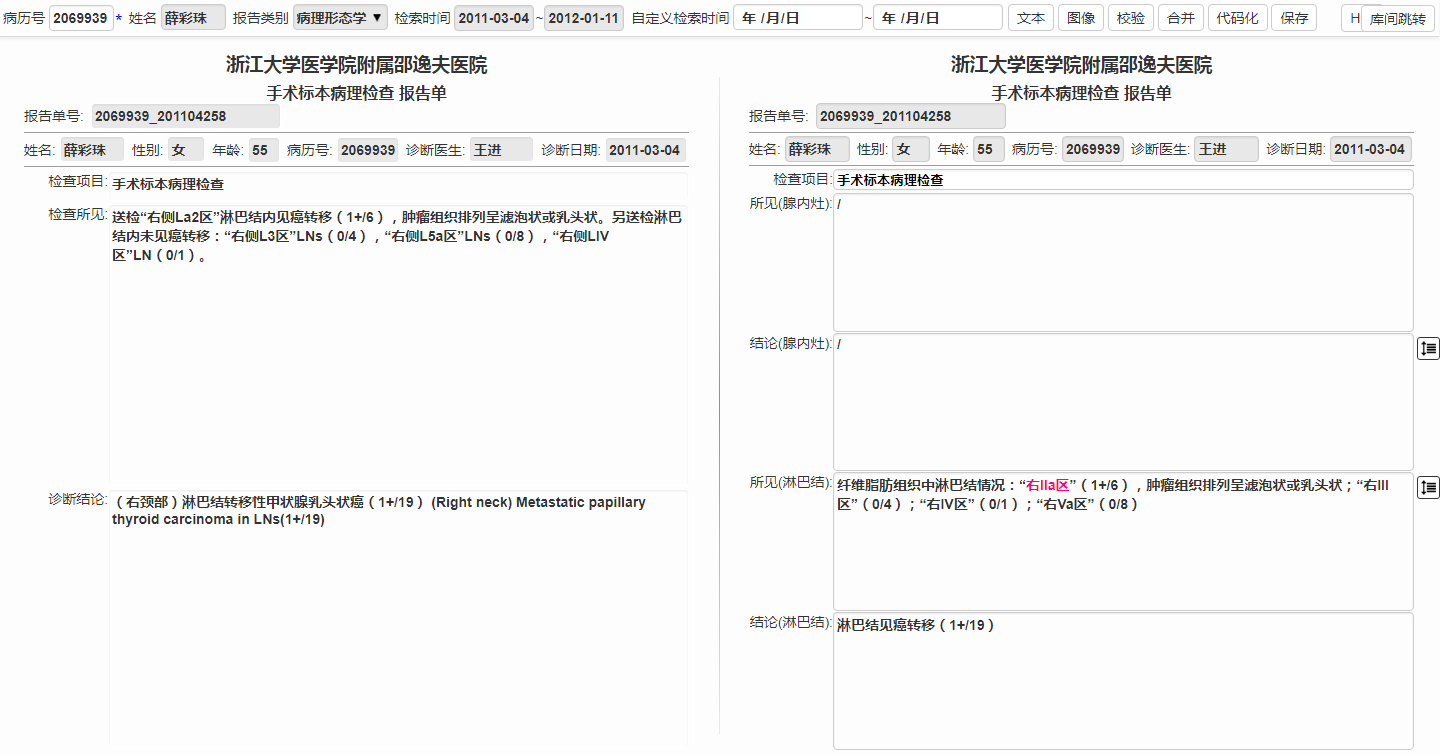 病历号 2069939 * 姓名 薛彩珠 报告类别 病理形态学 ▼ 检索时间 2011-03-04 ~ 2012-01-11 自定义检索时间 年 /月/日 ~ 年 /月/日 文本 图像 校验 合并 代码化 保存 H 库间跳转
浙江大学医学院附属邵逸夫医院
手术标本病理检查 报告单
报告单号: 2069939_201104258
姓名: 薛彩珠 性别: 女 年龄: 55 病历号: 2069939 诊断医生: 王进 诊断日期: 2011-03-04
检查项目: 手术标本病理检查
检查所见: 送检“右侧La2区”淋巴结内见癌转移（1+/6），肿瘤组织排列呈滤泡状或乳头状。另送检淋巴
结内未见癌转移：“右侧L3区”LNs（0/4），“右侧L5a区”LNs（0/8），“右侧LIV
区”LN（0/1）。
诊断结论: （右颈部）淋巴结转移性甲状腺乳头状癌（1+/19） (Right neck) Metastatic papillary
thyroid carcinoma in LNs(1+/19)
浙江大学医学院附属邵逸夫医院
手术标本病理检查 报告单
报告单号: 2069939_201104258
姓名: 薛彩珠 性别: 女 年龄: 55 病历号: 2069939 诊断医生: 王进 诊断日期: 2011-03-04
检查项目: 手术标本病理检查
所见(腺内灶): /
结论(腺内灶): /
所见(淋巴结): 纤维脂肪组织中淋巴结情况：“右IIa区”（1+/6），肿瘤组织排列呈滤泡状或乳头状；“右III
区”（0/4）；“右IV区”（0/1）；“右Va区”（0/8）
结论(淋巴结): 淋巴结见癌转移（1+/19）